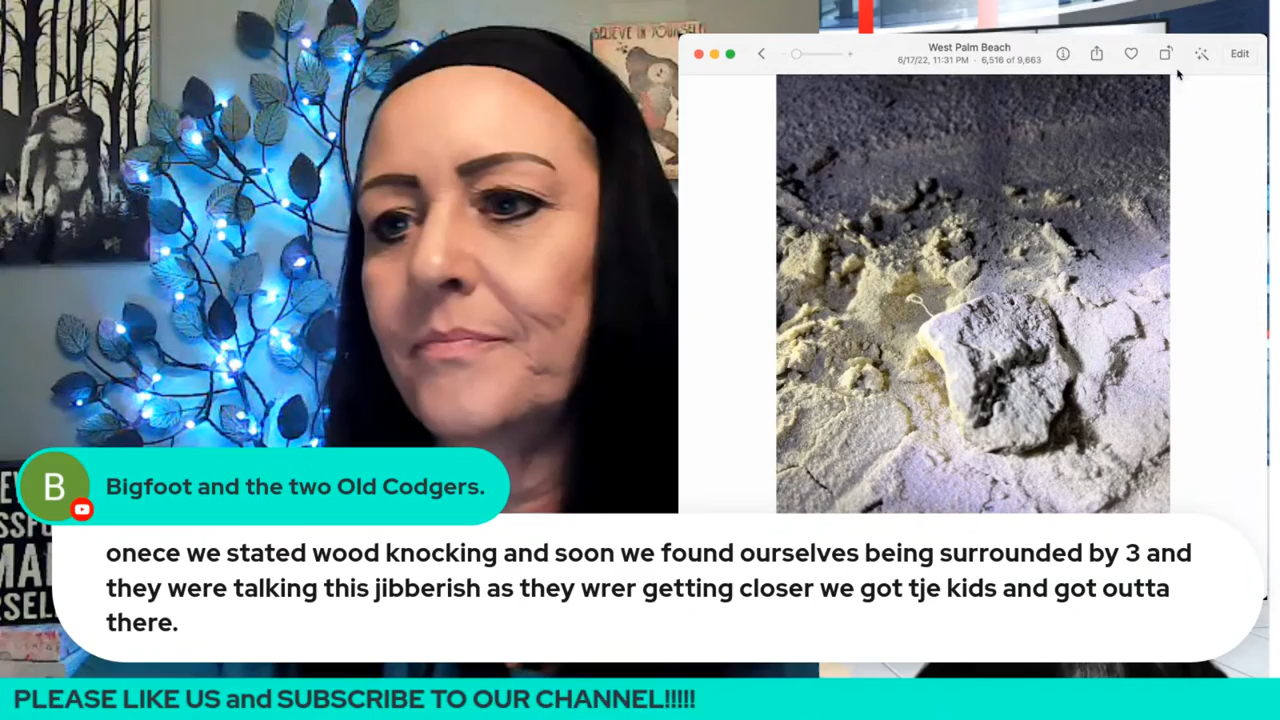 BELIEVE IN YOURSELF
West Palm Beach
6/17/22, 11:31 PM · 6,516 of 9,663
Edit
B
Bigfoot and the two Old Codgers.
onece we stated wood knocking and soon we found ourselves being surrounded by 3 and
they were talking this jibberish as they wrer getting closer we got tje kids and got outta
there.
PLEASE LIKE US and SUBSCRIBE TO OUR CHANNEL!!!!!